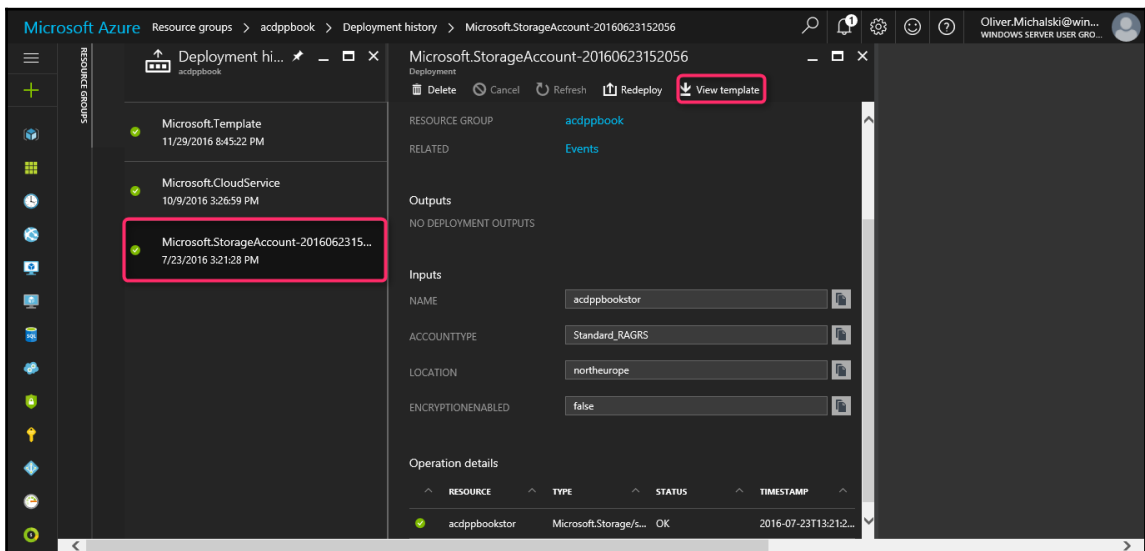 Microsoft Azure Resource groups > acdppbook > Deployment history > Microsoft.StorageAccount-20160623152056
1
Oliver.Michalski@win...
WINDOWS SERVER USER GRO...
RESOURCE GROUPS
Deployment hi...
acdppbook
Microsoft.StorageAccount-20160623152056
Deployment
Delete Cancel Refresh Redeploy View template
Microsoft.Template
11/29/2016 8:45:22 PM
Microsoft.CloudService
10/9/2016 3:26:59 PM
Microsoft.StorageAccount-2016062315...
7/23/2016 3:21:28 PM
RESOURCE GROUP acdppbook
RELATED Events
Outputs
NO DEPLOYMENT OUTPUTS
Inputs
NAME acdppbookstor
ACCOUNTTYPE Standard_RAGRS
LOCATION northeurope
ENCRYPTIONENABLED false
Operation details
RESOURCE TYPE STATUS TIMESTAMP
acdppbookstor Microsoft.Storage/s... OK 2016-07-23T13:21:2...
SQL